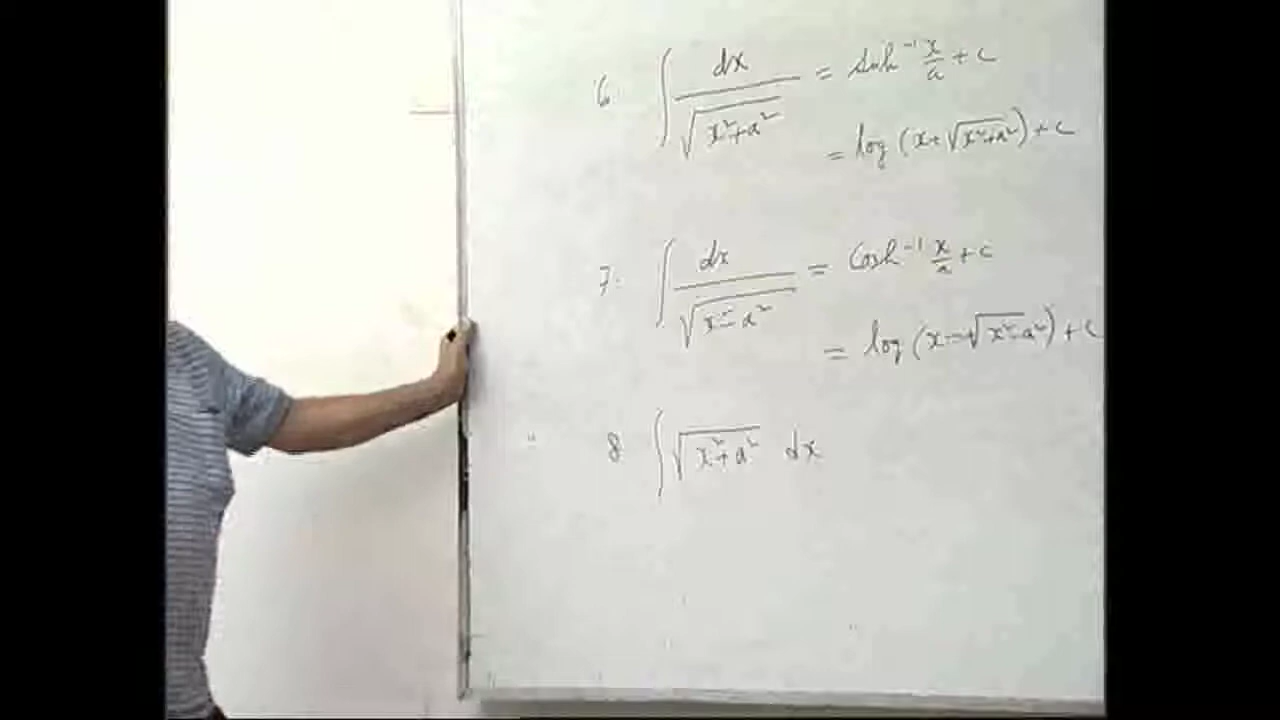 6. ∫ dx / √(x²+a²) = sinh⁻¹ x/a + c
= log (x+√(x²+a²)) + c
7. ∫ dx / √(x²-a²) = Cosh⁻¹ x/a + c
= log (x-√(x²-a²)) + c
8 ∫ √(x²+a²) dx